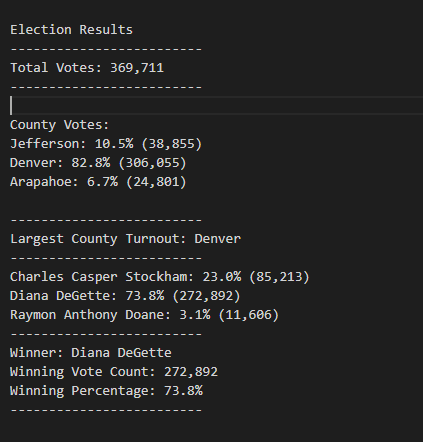 Election Results
-------------------------
Total Votes: 369,711
-------------------------
County Votes:
Jefferson: 10.5% (38,855)
Denver: 82.8% (306,055)
Arapahoe: 6.7% (24,801)
-------------------------
Largest County Turnout: Denver
-------------------------
Charles Casper Stockham: 23.0% (85,213)
Diana DeGette: 73.8% (272,892)
Raymon Anthony Doane: 3.1% (11,606)
-------------------------
Winner: Diana DeGette
Winning Vote Count: 272,892
Winning Percentage: 73.8%
-------------------------